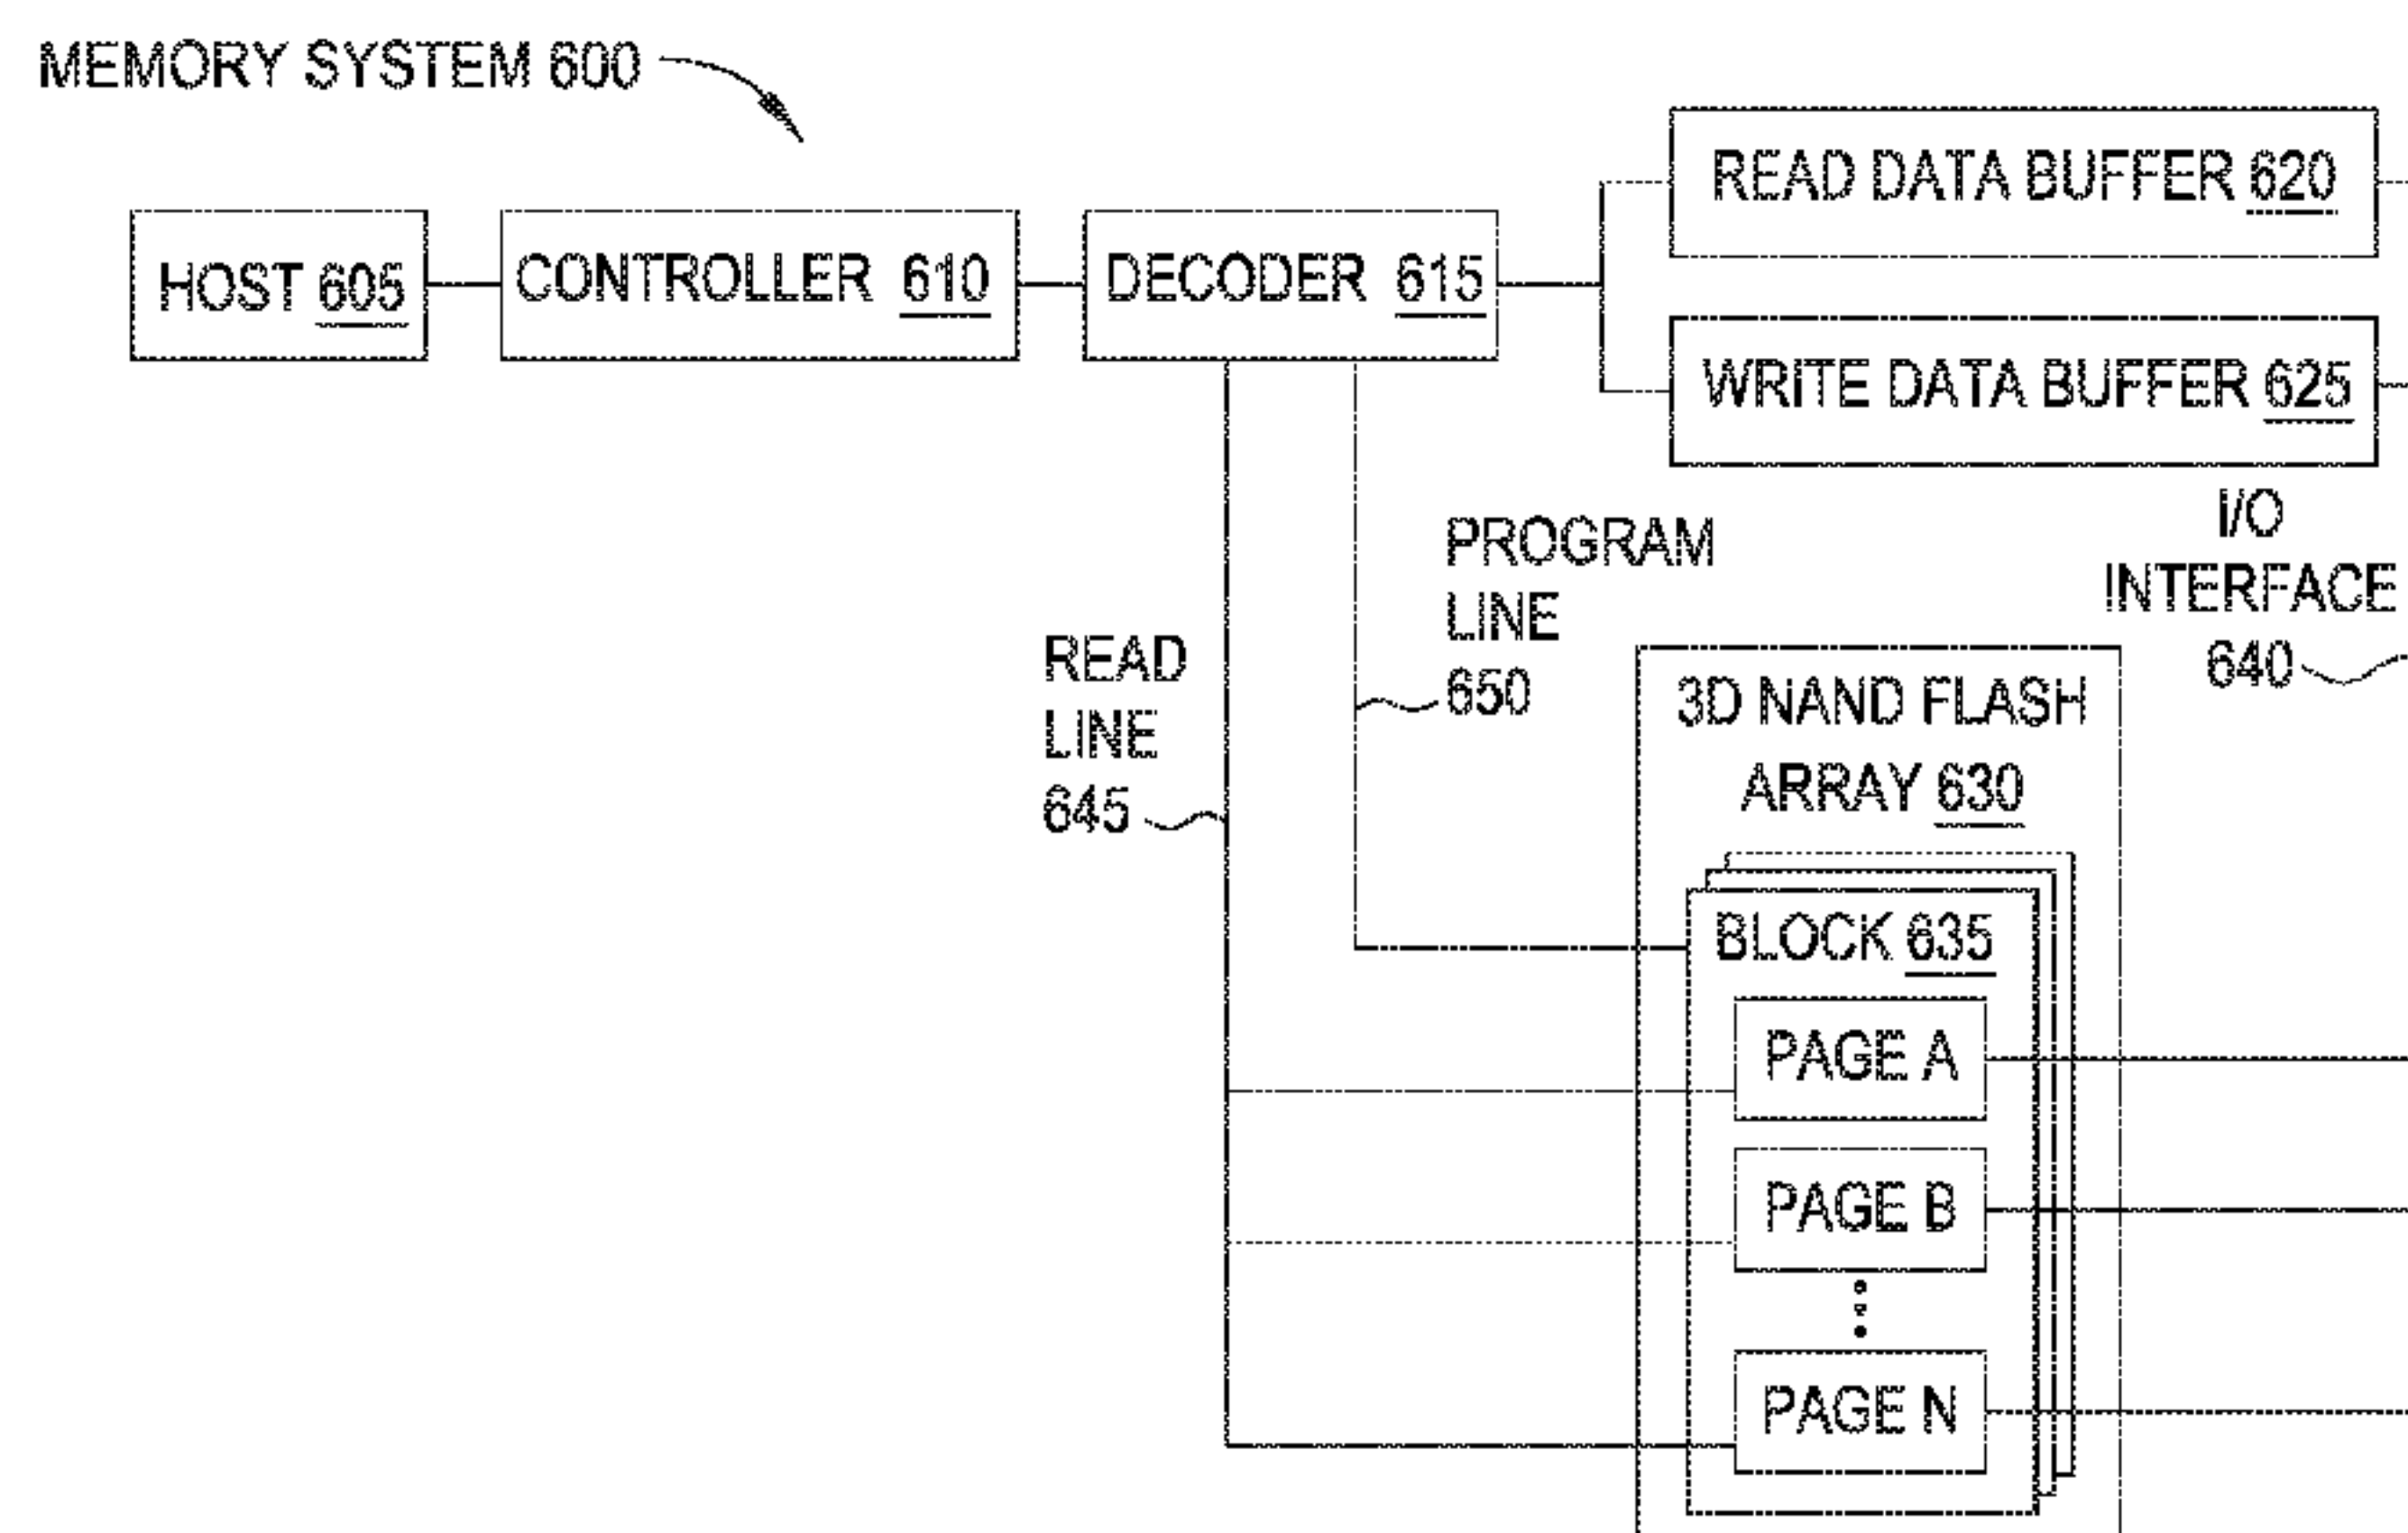 MEMORY SYSTEM 600
HOST 605
CONTROLLER 610
DECODER 615
READ DATA BUFFER 620
WRITE DATA BUFFER 625
I/O
INTERFACE
640
PROGRAM
LINE
650
READ
LINE
645
3D NAND FLASH
ARRAY 630
BLOCK 635
PAGE A
PAGE B
PAGE N